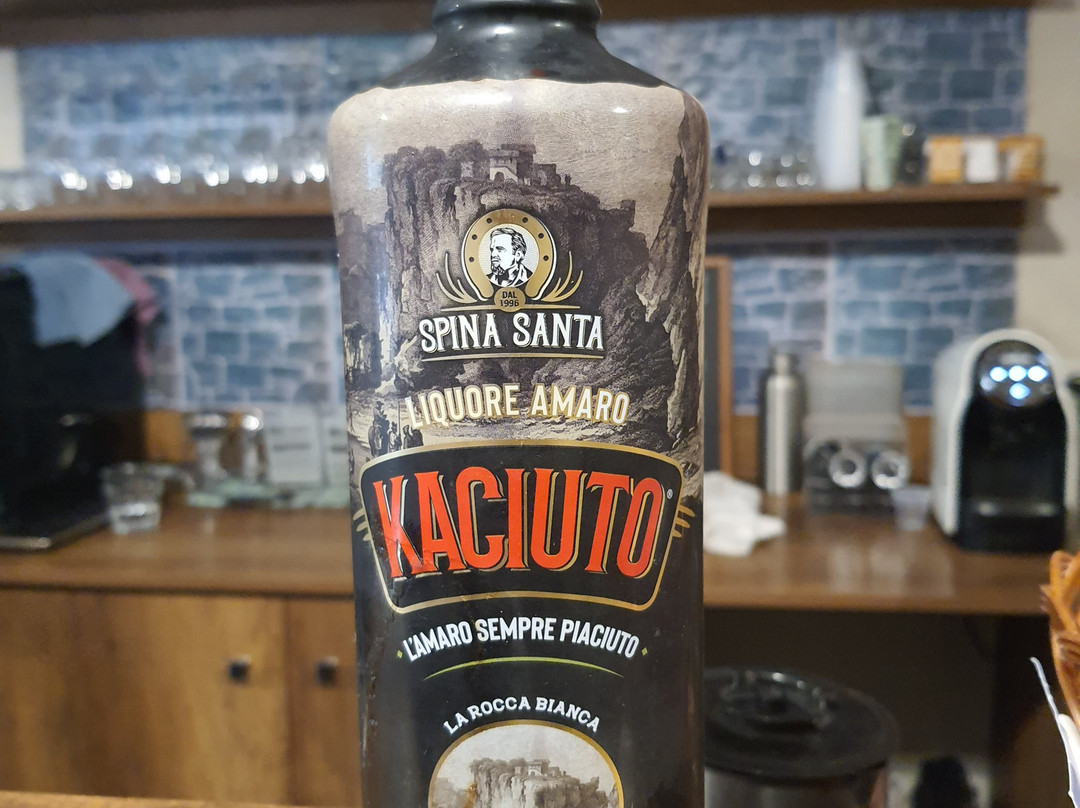 DAL
1996
SPINA SANTA
LIQUORE AMARO
KACIUTO®
L'AMARO SEMPRE PIACIUTO
LA ROCCA BIANCA